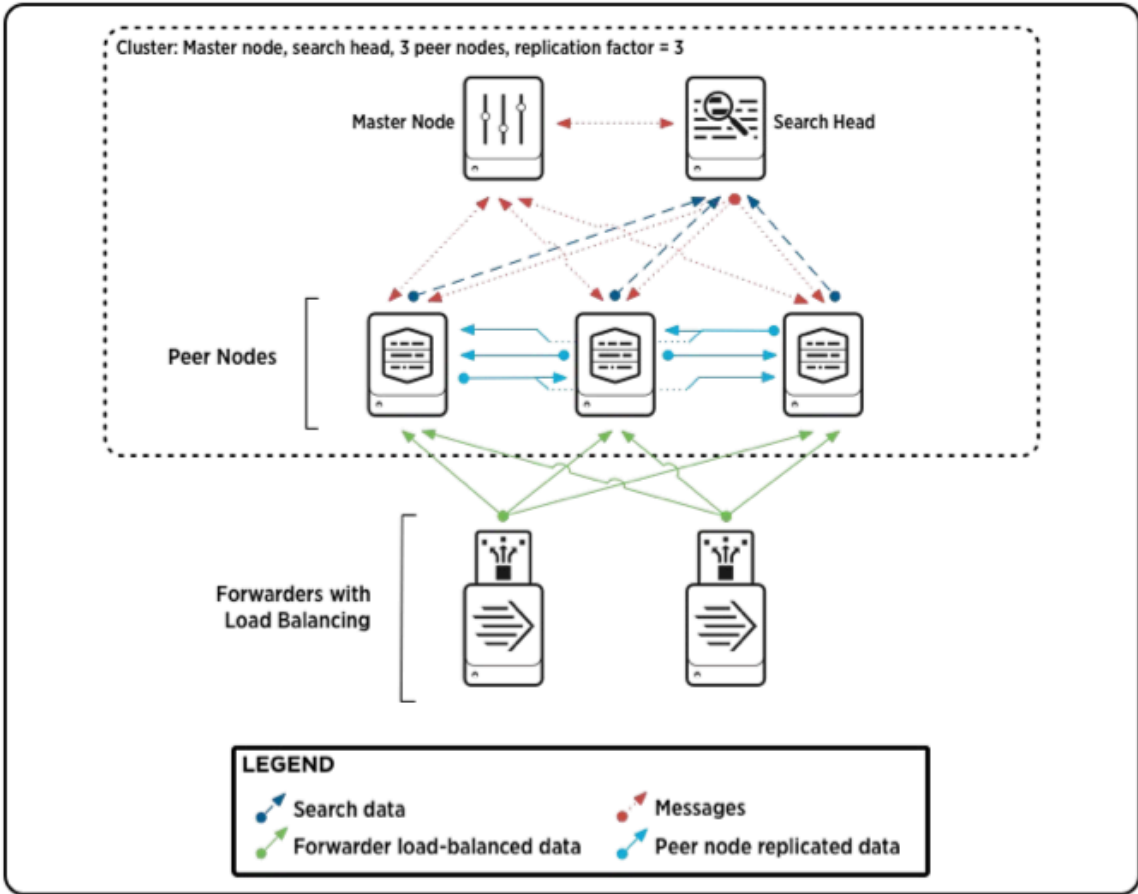 Cluster: Master node, search head, 3 peer nodes, replication factor = 3
Master Node
Search Head
Peer Nodes
Forwarders with
Load Balancing
LEGEND
Search data
Messages
Forwarder load-balanced data
Peer node replicated data